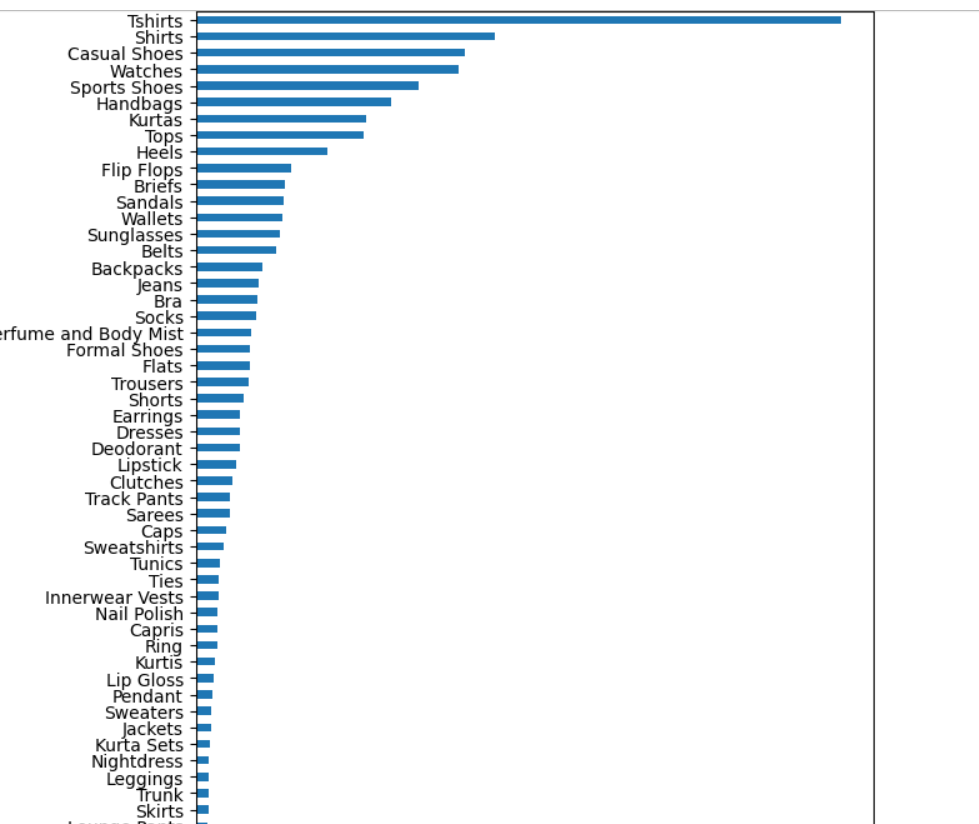 Tshirts
Shirts
Casual Shoes
Watches
Sports Shoes
Handbags
Kurtas
Tops
Heels
Flip Flops
Briefs
Sandals
Wallets
Sunglasses
Belts
Backpacks
Jeans
Bra
Socks
erfume and Body Mist
Formal Shoes
Flats
Trousers
Shorts
Earrings
Dresses
Deodorant
Lipstick
Clutches
Track Pants
Sarees
Caps
Sweatshirts
Tunics
Ties
Innerwear Vests
Nail Polish
Capris
Ring
Kurtis
Lip Gloss
Pendant
Sweaters
Jackets
Kurta Sets
Nightdress
Leggings
Trunk
Skirts